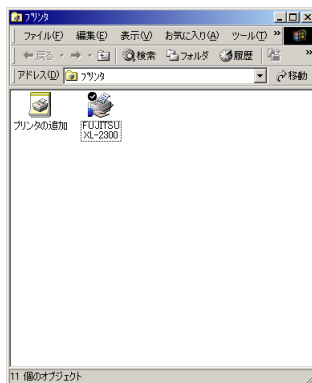 プリンタ
ファイル(F) 編集(E) 表示(V) お気に入り(A) ツール(T) »
戻る 検索 フォルダ 履歴 »
アドレス(D) プリンタ 移動
プリンタの追加
FUJITSU
XL-2300
11 個のオブジェクト